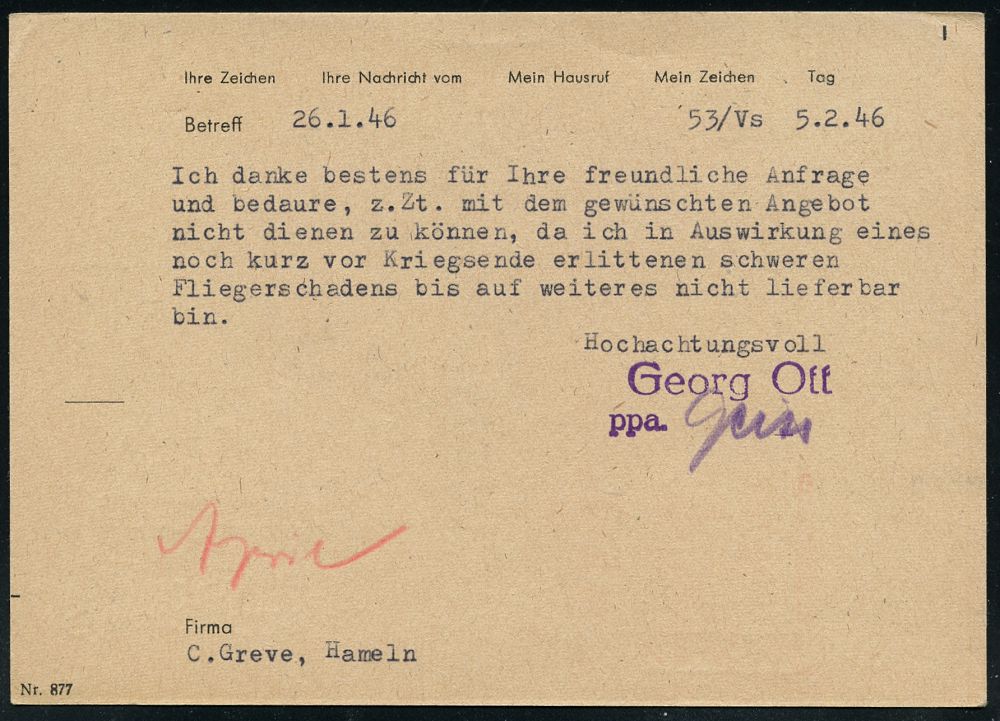 Ihre Zeichen Ihre Nachricht vom Mein Hausruf Mein Zeichen Tag
Betreff 26.1.46 53/Vs 5.2.46
Ich danke bestens für Ihre freundliche Anfrage
und bedaure, z.Zt. mit dem gewünschten Angebot
nicht dienen zu können, da ich in Auswirkung eines
noch kurz vor Kriegsende erlittenen schweren
Fliegerschadens bis auf weiteres nicht lieferbar
bin.
Hochachtungsvoll
Georg Ott
ppa.
April
Firma
C.Greve, Hameln
Nr. 877